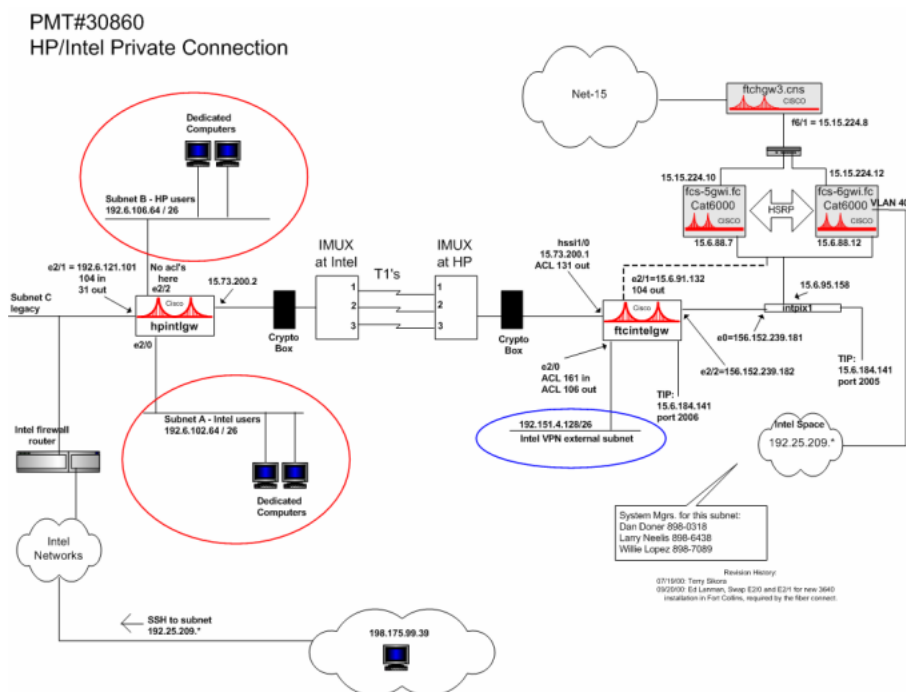 PMT#30860
HP/Intel Private Connection
Net-15
ftchgw3.cns
CISCO
f6/1 = 15.15.224.8
15.15.224.10
15.15.224.12
fcs-5gwi.fc
Cat6000
CISCO
HSRP
fcs-6gwi.fc
Cat6000
CISCO
VLAN 40
15.6.88.7
15.6.88.12
Dedicated
Computers
Subnet B - HP users
192.6.106.64 / 26
e2/1 = 192.6.121.101
104 in
31 out
No acl's
here
e2/2
15.73.200.2
Subnet C
legacy
Cisco
hpintlgw
e2/0
Crypto
Box
IMUX
at Intel
1
2
3
T1's
IMUX
at HP
1
2
3
Crypto
Box
hssi1/0
15.73.200.1
ACL 131 out
e2/1=15.6.91.132
104 out
Cisco
ftcintelgw
15.6.95.158
intpix1
e0=156.152.239.181
e2/2=156.152.239.182
e2/0
ACL 161 in
ACL 106 out
TIP:
15.6.184.141
port 2006
TIP:
15.6.184.141
port 2005
192.151.4.128/26
Intel VPN external subnet
Intel Space
192.25.209.*
System Mgrs. for this subnet:
Dan Doner 898-0318
Larry Neelis 898-6438
Willie Lopez 898-7089
Revision History:
07/19/00: Terry Sikora
09/20/00: Ed Lanman, Swap E2/0 and E2/1 for new 3640
installation in Fort Collins, required by the fiber connect.
Subnet A - Intel users
192.6.102.64 / 26
Dedicated
Computers
Intel firewall
router
Intel
Networks
SSH to subnet
192.25.209.*
198.175.99.39